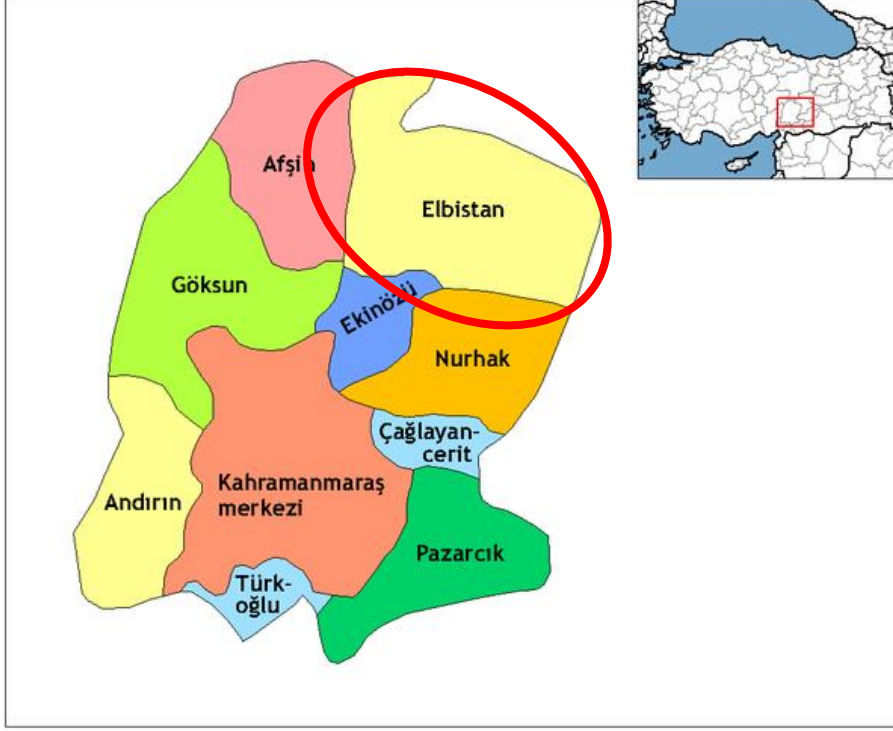 Afşin
Elbistan
Göksun
Ekinözü
Nurhak
Çağlayan-
cerit
Kahramanmaraş
merkezi
Andırın
Pazarcık
Türk-
oğlu